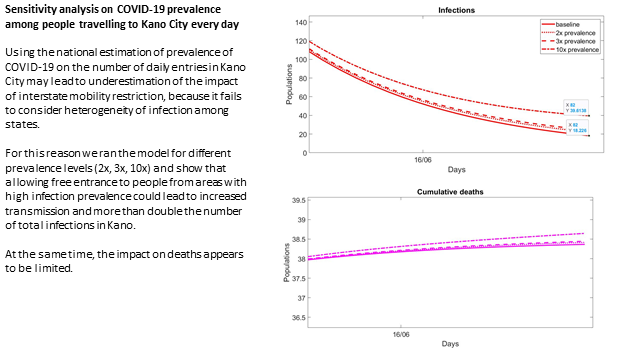 Sensitivity analysis on COVID-19 prevalence
among people travelling to Kano City every day
Using the national estimation of prevalence of
COVID-19 on the number of daily entries in Kano
City may lead to underestimation of the impact
of interstate mobility restriction, because it fails
to consider heterogeneity of infection among
states.
For this reason we ran the model for different
prevalence levels (2x, 3x, 10x) and show that
allowing free entrance to people from areas with
high infection prevalence could lead to increased
transmission and more than double the number
of total infections in Kano.
At the same time, the impact on deaths appears
to be limited.
Infections
140
120
100
80
60
40
20
0
Populations
16/06
Days
baseline
2x prevalence
3x prevalence
10x prevalence
X 82
X 82
Cumulative deaths
39.5
39
38.5
38
37.5
37
36.5
Populations
16/06
Days